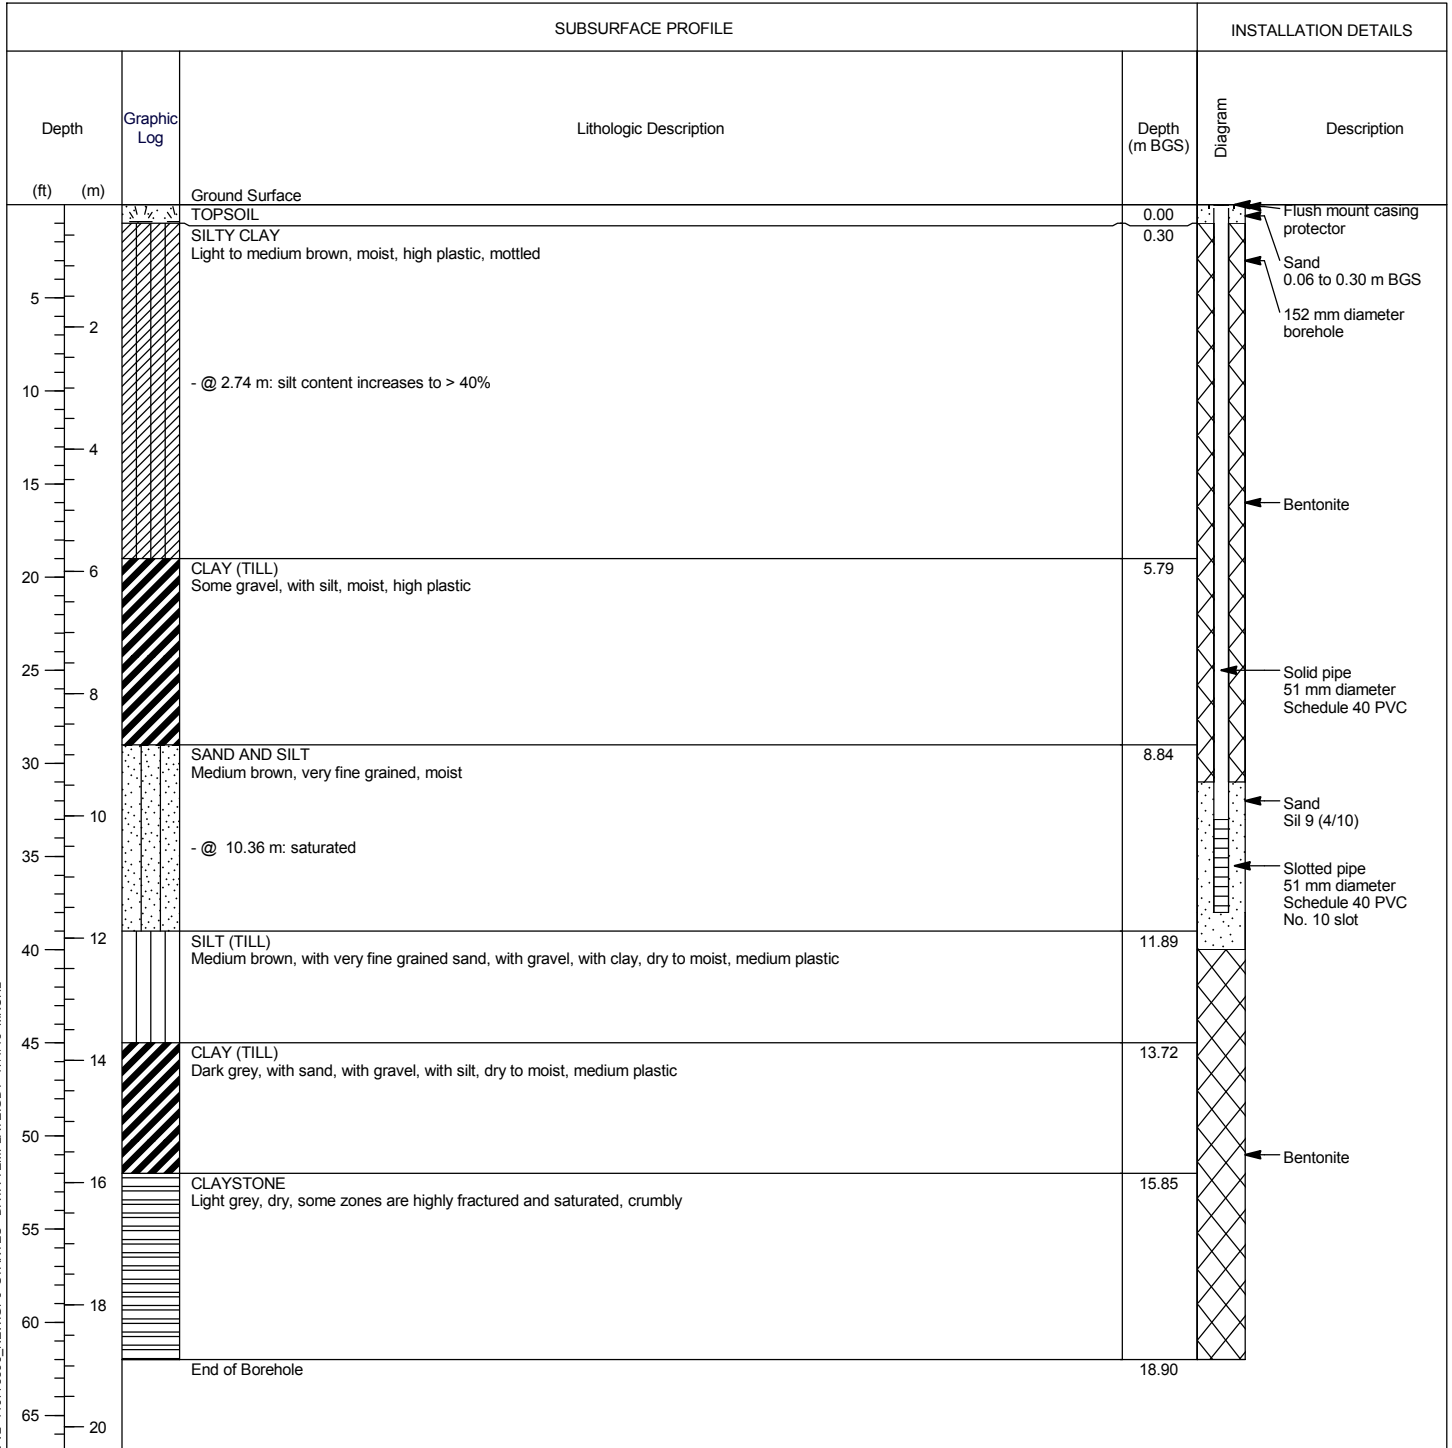 SUBSURFACE PROFILE
INSTALLATION DETAILS
Depth
Graphic
Log
Lithologic Description
Depth
(m BGS)
Diagram
Description
(ft)
(m)
Ground Surface
TOPSOIL
0.00
SILTY CLAY
0.30
Light to medium brown, moist, high plastic, mottled
- @ 2.74 m: silt content increases to > 40%
CLAY (TILL)
5.79
Some gravel, with silt, moist, high plastic
SAND AND SILT
8.84
Medium brown, very fine grained, moist
- @ 10.36 m: saturated
SILT (TILL)
11.89
Medium brown, with very fine grained sand, with gravel, with clay, dry to moist, medium plastic
CLAY (TILL)
13.72
Dark grey, with sand, with gravel, with silt, dry to moist, medium plastic
CLAYSTONE
15.85
Light grey, dry, some zones are highly fractured and saturated, crumbly
End of Borehole
18.90
5
10
15
20
25
30
35
40
45
50
55
60
65
2
4
6
8
10
12
14
16
18
20
Flush mount casing
protector
Sand
0.06 to 0.30 m BGS
152 mm diameter
borehole
Bentonite
Solid pipe
51 mm diameter
Schedule 40 PVC
Sand
Sil 9 (4/10)
Slotted pipe
51 mm diameter
Schedule 40 PVC
No. 10 slot
Bentonite